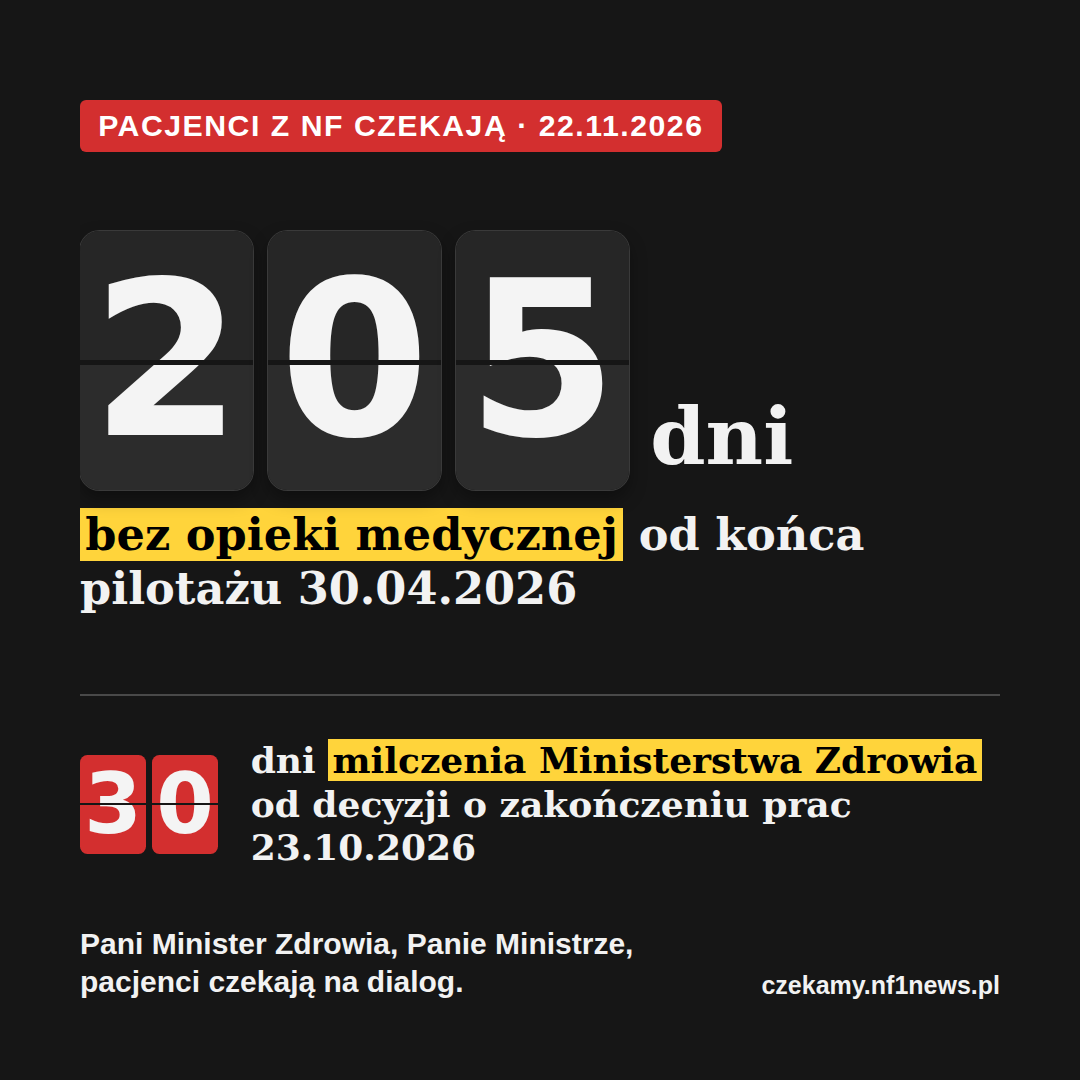 PACJENCI Z NF CZEKAJĄ · 22.11.2026
205 dni
bez opieki medycznej od końca
pilotażu 30.04.2026
30
dni milczenia Ministerstwa Zdrowia
od decyzji o zakończeniu prac
23.10.2026
Pani Minister Zdrowia, Panie Ministrze,
pacjenci czekają na dialog.
czekamy.nf1news.pl